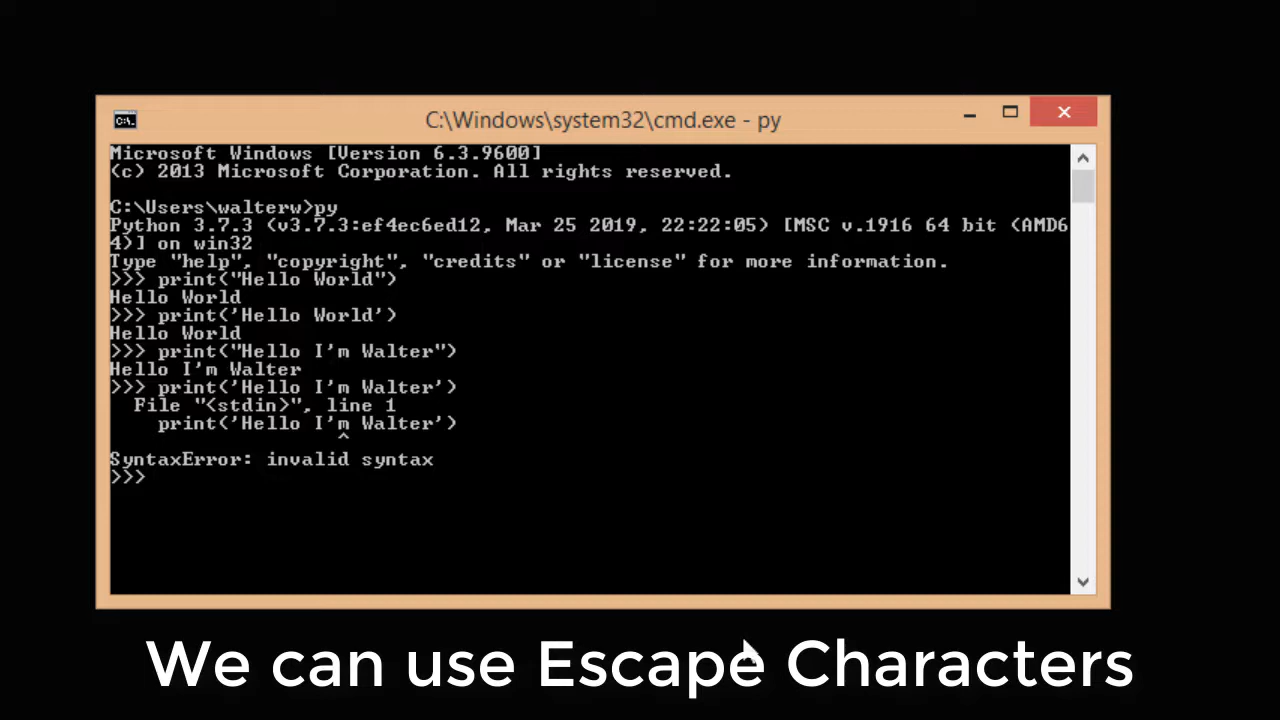 C:\Windows\system32\cmd.exe - py
Microsoft Windows [Version 6.3.9600]
(c) 2013 Microsoft Corporation. All rights reserved.
C:\Users\walterw>py
Python 3.7.3 (v3.7.3:ef4ec6ed12, Mar 25 2019, 22:22:05) [MSC v.1916 64 bit (AMD6
4)] on win32
Type "help", "copyright", "credits" or "license" for more information.
>>> print("Hello World")
Hello World
>>> print('Hello World')
Hello World
>>> print("Hello I'm Walter")
Hello I'm Walter
>>> print('Hello I'm Walter')
  File "<stdin>", line 1
    print('Hello I'm Walter')
                   ^
SyntaxError: invalid syntax
>>>
We can use Escape Characters